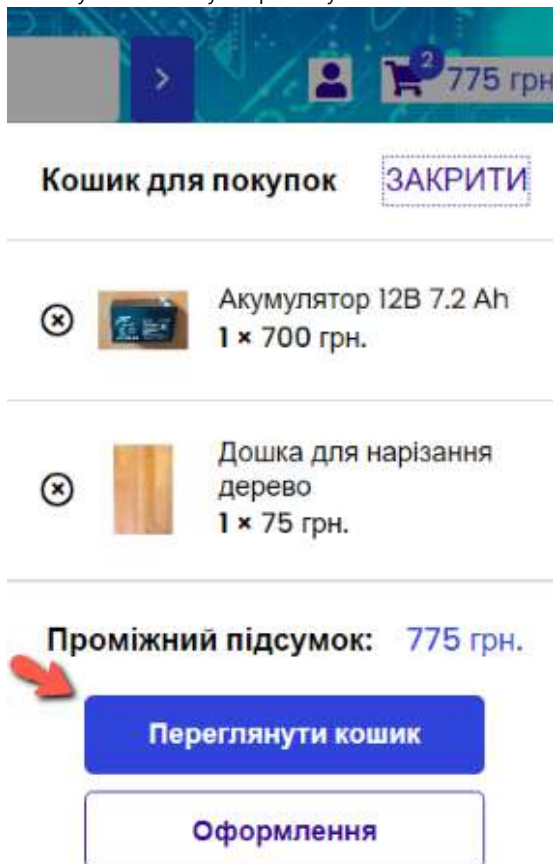 2 775 грн
Кошик для покупок ЗАКРИТИ
Акумулятор 12В 7.2 Ah
1 × 700 грн.
Дошка для нарізання
дерево
1 × 75 грн.
Проміжний підсумок: 775 грн.
Переглянути кошик
Оформлення